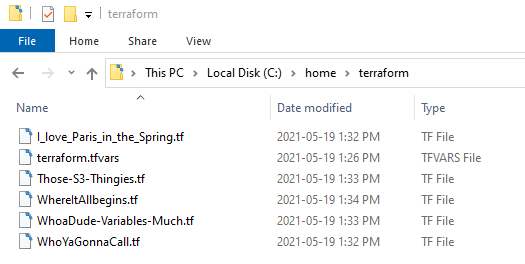 terraform
File Home Share View
This PC Local Disk (C:) home terraform
Name Date modified Type
I_love_Paris_in_the_Spring.tf 2021-05-19 1:32 PM TF File
terraform.tfvars 2021-05-19 1:26 PM TFVARS File
Those-S3-Thingies.tf 2021-05-19 1:33 PM TF File
WhereItAllbegins.tf 2021-05-19 1:34 PM TF File
WhoaDude-Variables-Much.tf 2021-05-19 1:33 PM TF File
WhoYaGonnaCall.tf 2021-05-19 1:32 PM TF File